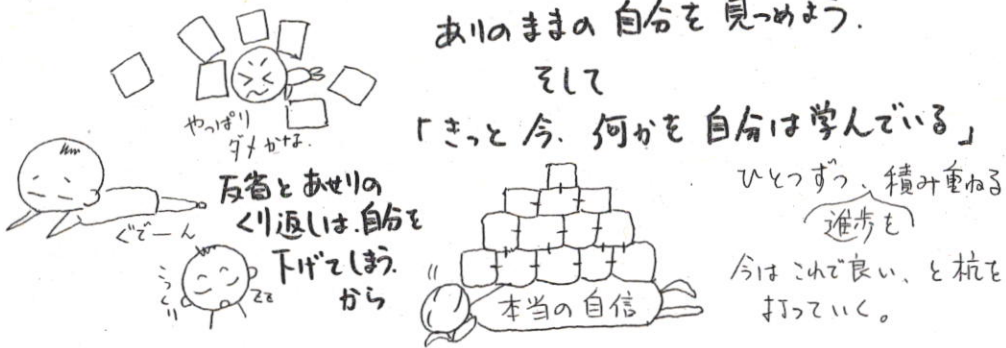 ありのままの 自分を 見つめよう.
そして
「きっと 今、何かを 自分は学んでいる」
やっぱり
ダメかな.
ぐでーん
反省と あせりの
くり返しは、自分を
下げてしまう.
から
こっくり
zz
本当の自信
ひとつずつ、積み重ねる
進歩を
今は これで良い、と 杭を
打っていく。